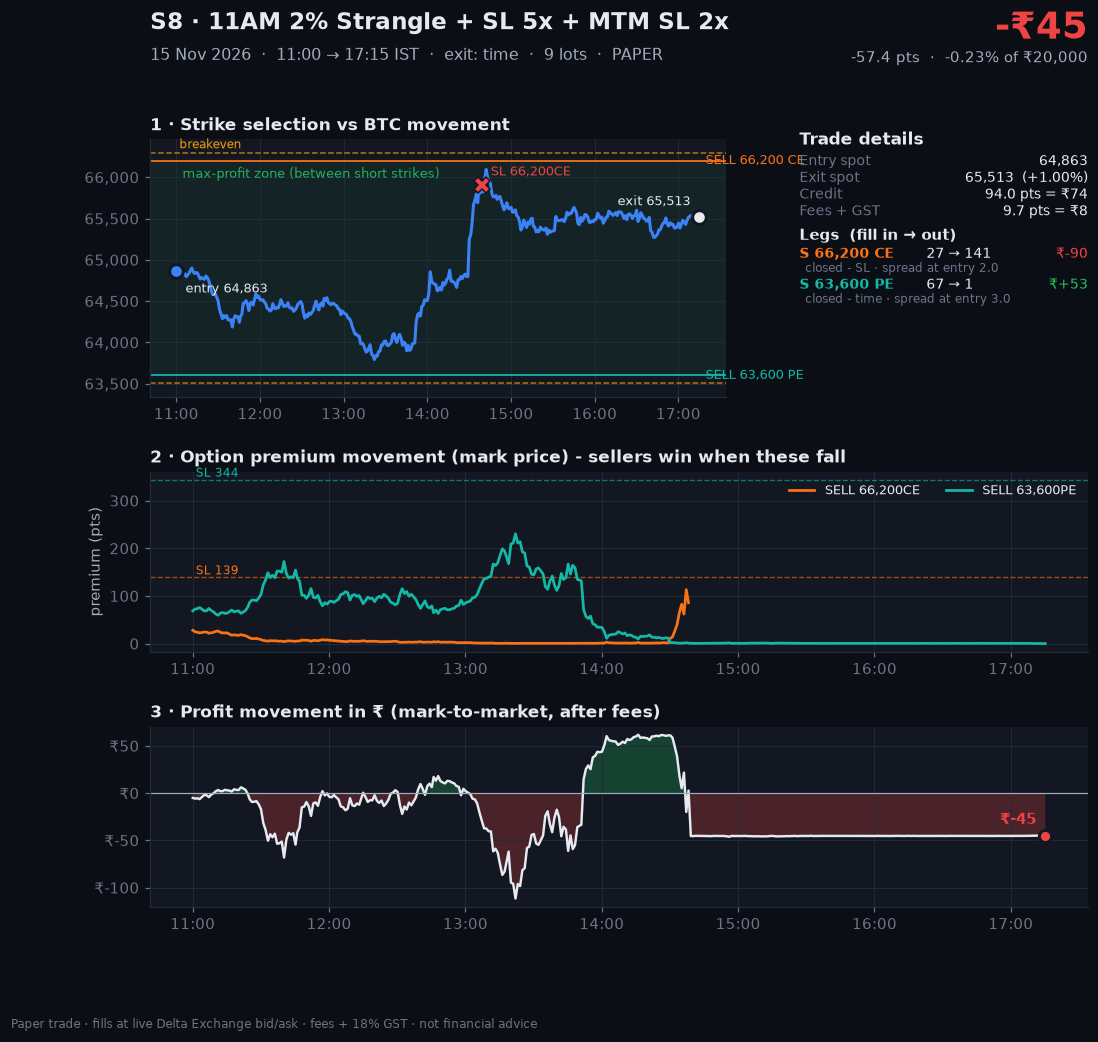 S8 · 11AM 2% Strangle + SL 5x + MTM SL 2x
-₹45
15 Nov 2026 · 11:00 → 17:15 IST · exit: time · 9 lots · PAPER
-57.4 pts · -0.23% of ₹20,000
1 · Strike selection vs BTC movement
breakeven
max-profit zone (between short strikes)
SL 66,200CE
SELL 66,200 CE
exit 65,513
entry 64,863
SELL 63,600 PE
66,000
65,500
65,000
64,500
64,000
63,500
11:00 12:00 13:00 14:00 15:00 16:00 17:00
Trade details
Entry spot 64,863
Exit spot 65,513 (+1.00%)
Credit 94.0 pts = ₹74
Fees + GST 9.7 pts = ₹8
Legs (fill in → out)
S 66,200 CE 27 → 141 ₹-90
closed - SL · spread at entry 2.0
S 63,600 PE 67 → 1 ₹+53
closed - time · spread at entry 3.0
2 · Option premium movement (mark price) - sellers win when these fall
SL 344
SELL 66,200CE SELL 63,600PE
SL 139
premium (pts)
300
200
100
0
11:00 12:00 13:00 14:00 15:00 16:00 17:00
3 · Profit movement in ₹ (mark-to-market, after fees)
₹50
₹0
₹-50
₹-100
₹-45
11:00 12:00 13:00 14:00 15:00 16:00 17:00
Paper trade · fills at live Delta Exchange bid/ask · fees + 18% GST · not financial advice